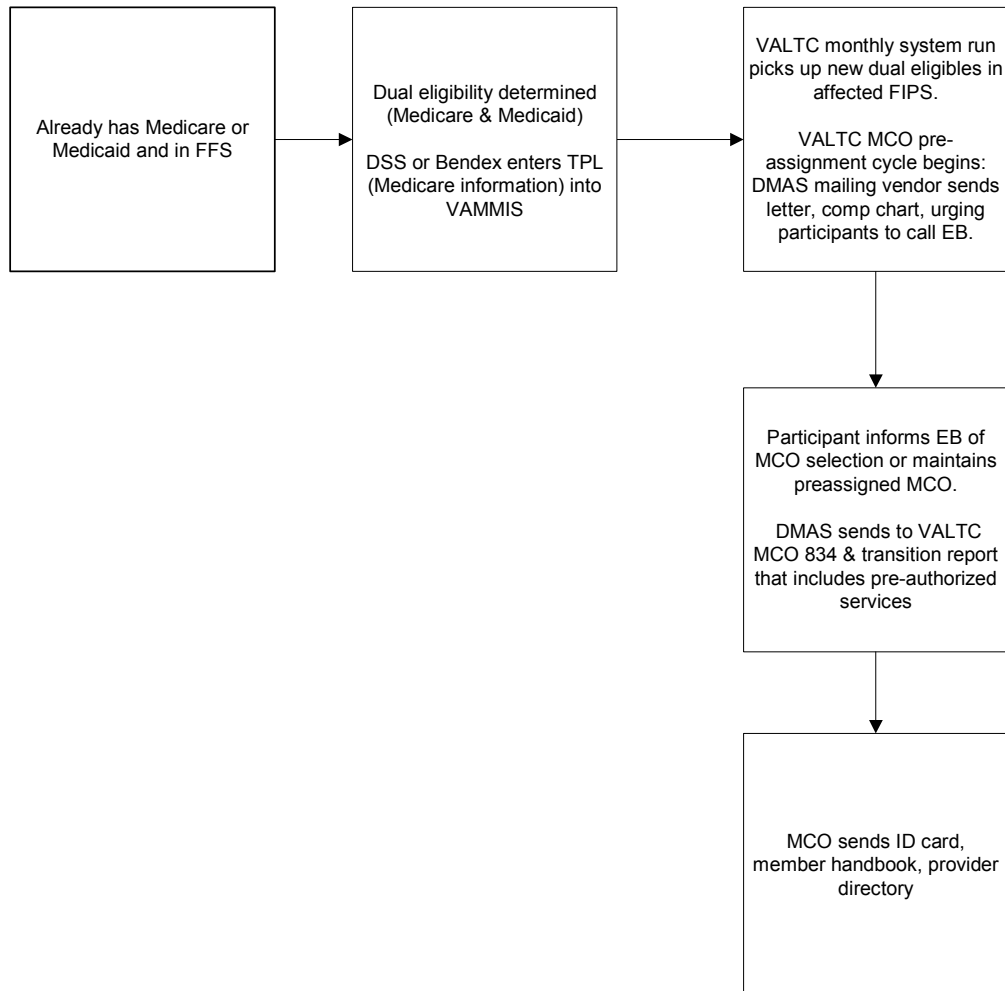 Already has Medicare or
Medicaid and in FFS
Dual eligibility determined
(Medicare & Medicaid)
DSS or Bendex enters TPL
(Medicare information) into
VAMMIS
VALTC monthly system run
picks up new dual eligibles in
affected FIPS.
VALTC MCO pre-
assignment cycle begins:
DMAS mailing vendor sends
letter, comp chart, urging
participants to call EB.
Participant informs EB of
MCO selection or maintains
preassigned MCO.
DMAS sends to VALTC
MCO 834 & transition report
that includes pre-authorized
services
MCO sends ID card,
member handbook, provider
directory